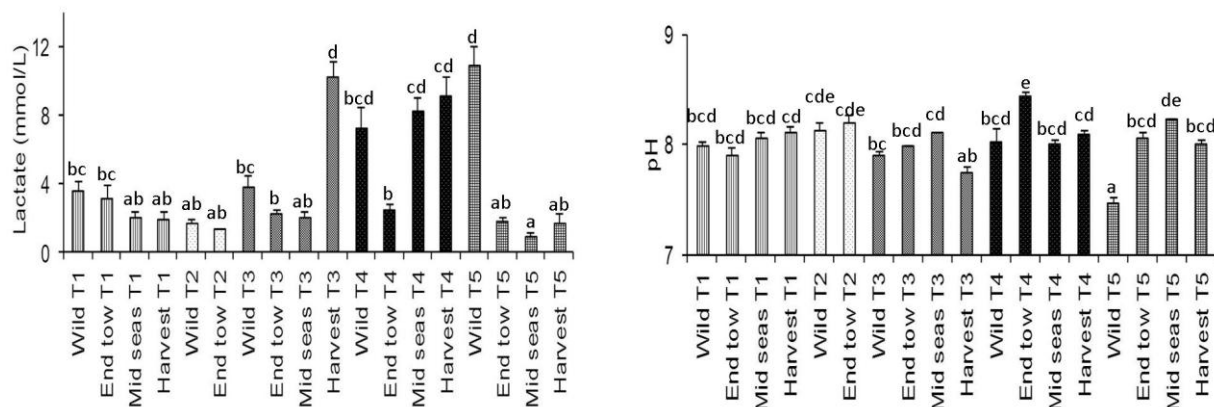 Lactate (mmol/L)
12
8
4
0
bc
bc
ab
ab
ab
ab
bc
b
ab
d
bcd
b
cd
cd
d
ab
a
ab
Wild T1
End tow T1
Mid seas T1
Harvest T1
Wild T2
End tow T2
Wild T3
End tow T3
Mid seas T3
Harvest T3
Wild T4
End tow T4
Mid seas T4
Harvest T4
Wild T5
End tow T5
Mid seas T5
Harvest T5
pH
9
8
7
bcd
bcd
bcd
cd
cde
cde
bc
bcd
cd
ab
bcd
e
bcd
cd
a
bcd
de
bcd
Wild T1
End tow T1
Mid seas T1
Harvest T1
Wild T2
End tow T2
Wild T3
End tow T3
Mid seas T3
Harvest T3
Wild T4
End tow T4
Mid seas T4
Harvest T4
Wild T5
End tow T5
Mid seas T5
Harvest T5